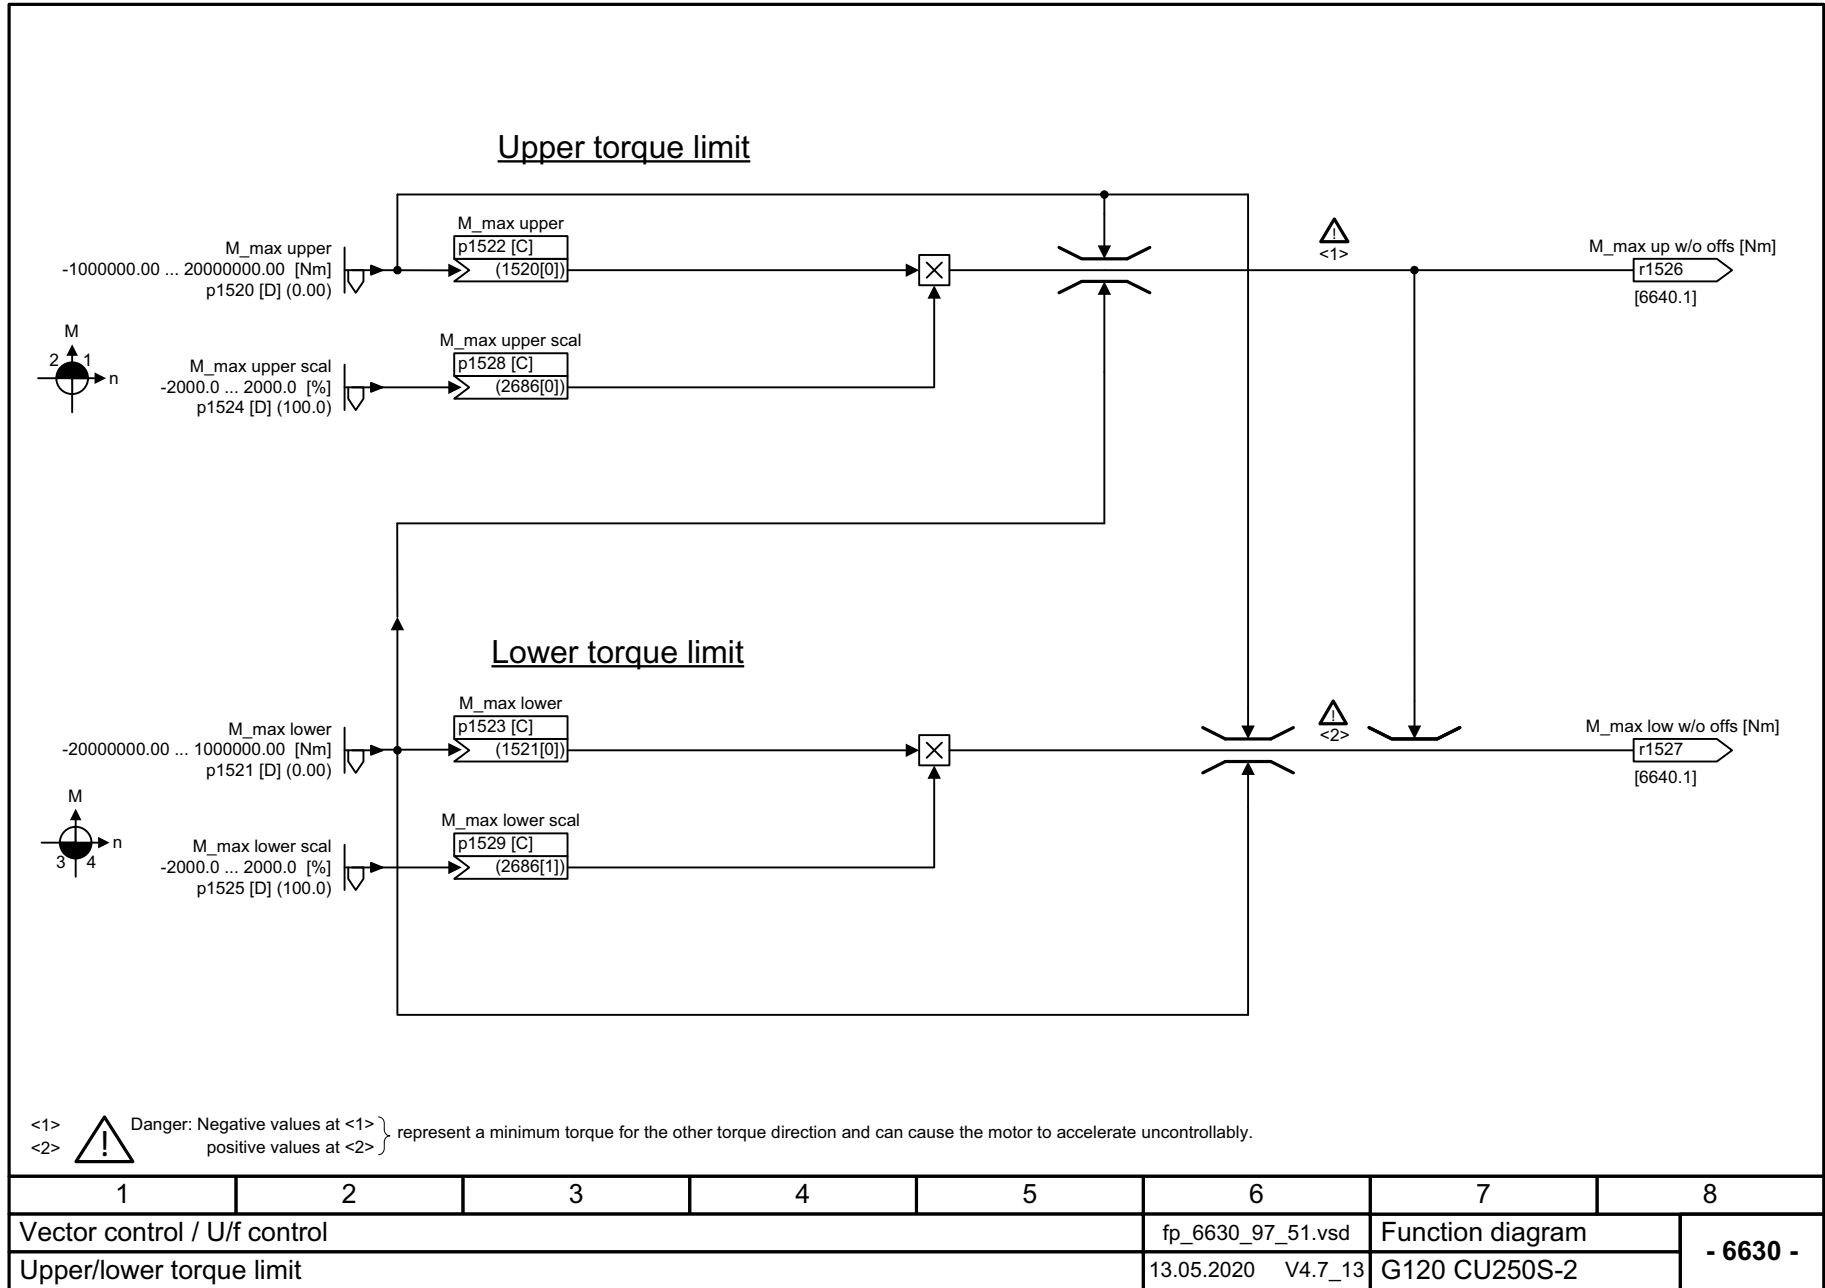 Upper torque limit
M_max upper
-1000000.00 ... 20000000.00 [Nm]
p1520 [D] (0.00)
M_max upper
p1522 [C]
(1520[0])
<1>
M_max up w/o offs [Nm]
r1526
[6640.1]
M
2 1
n
M_max upper scal
-2000.0 ... 2000.0 [%]
p1524 [D] (100.0)
M_max upper scal
p1528 [C]
(2686[0])
Lower torque limit
M_max lower
-20000000.00 ... 1000000.00 [Nm]
p1521 [D] (0.00)
M_max lower
p1523 [C]
(1521[0])
<2>
M_max low w/o offs [Nm]
r1527
[6640.1]
M
n
3 4
M_max lower scal
-2000.0 ... 2000.0 [%]
p1525 [D] (100.0)
M_max lower scal
p1529 [C]
(2686[1])
<1> Danger: Negative values at <1>
<2> positive values at <2>
represent a minimum torque for the other torque direction and can cause the motor to accelerate uncontrollably.
1 2 3 4 5 6 7 8
Vector control / U/f control fp_6630_97_51.vsd Function diagram
- 6630 -
Upper/lower torque limit 13.05.2020 V4.7_13 G120 CU250S-2